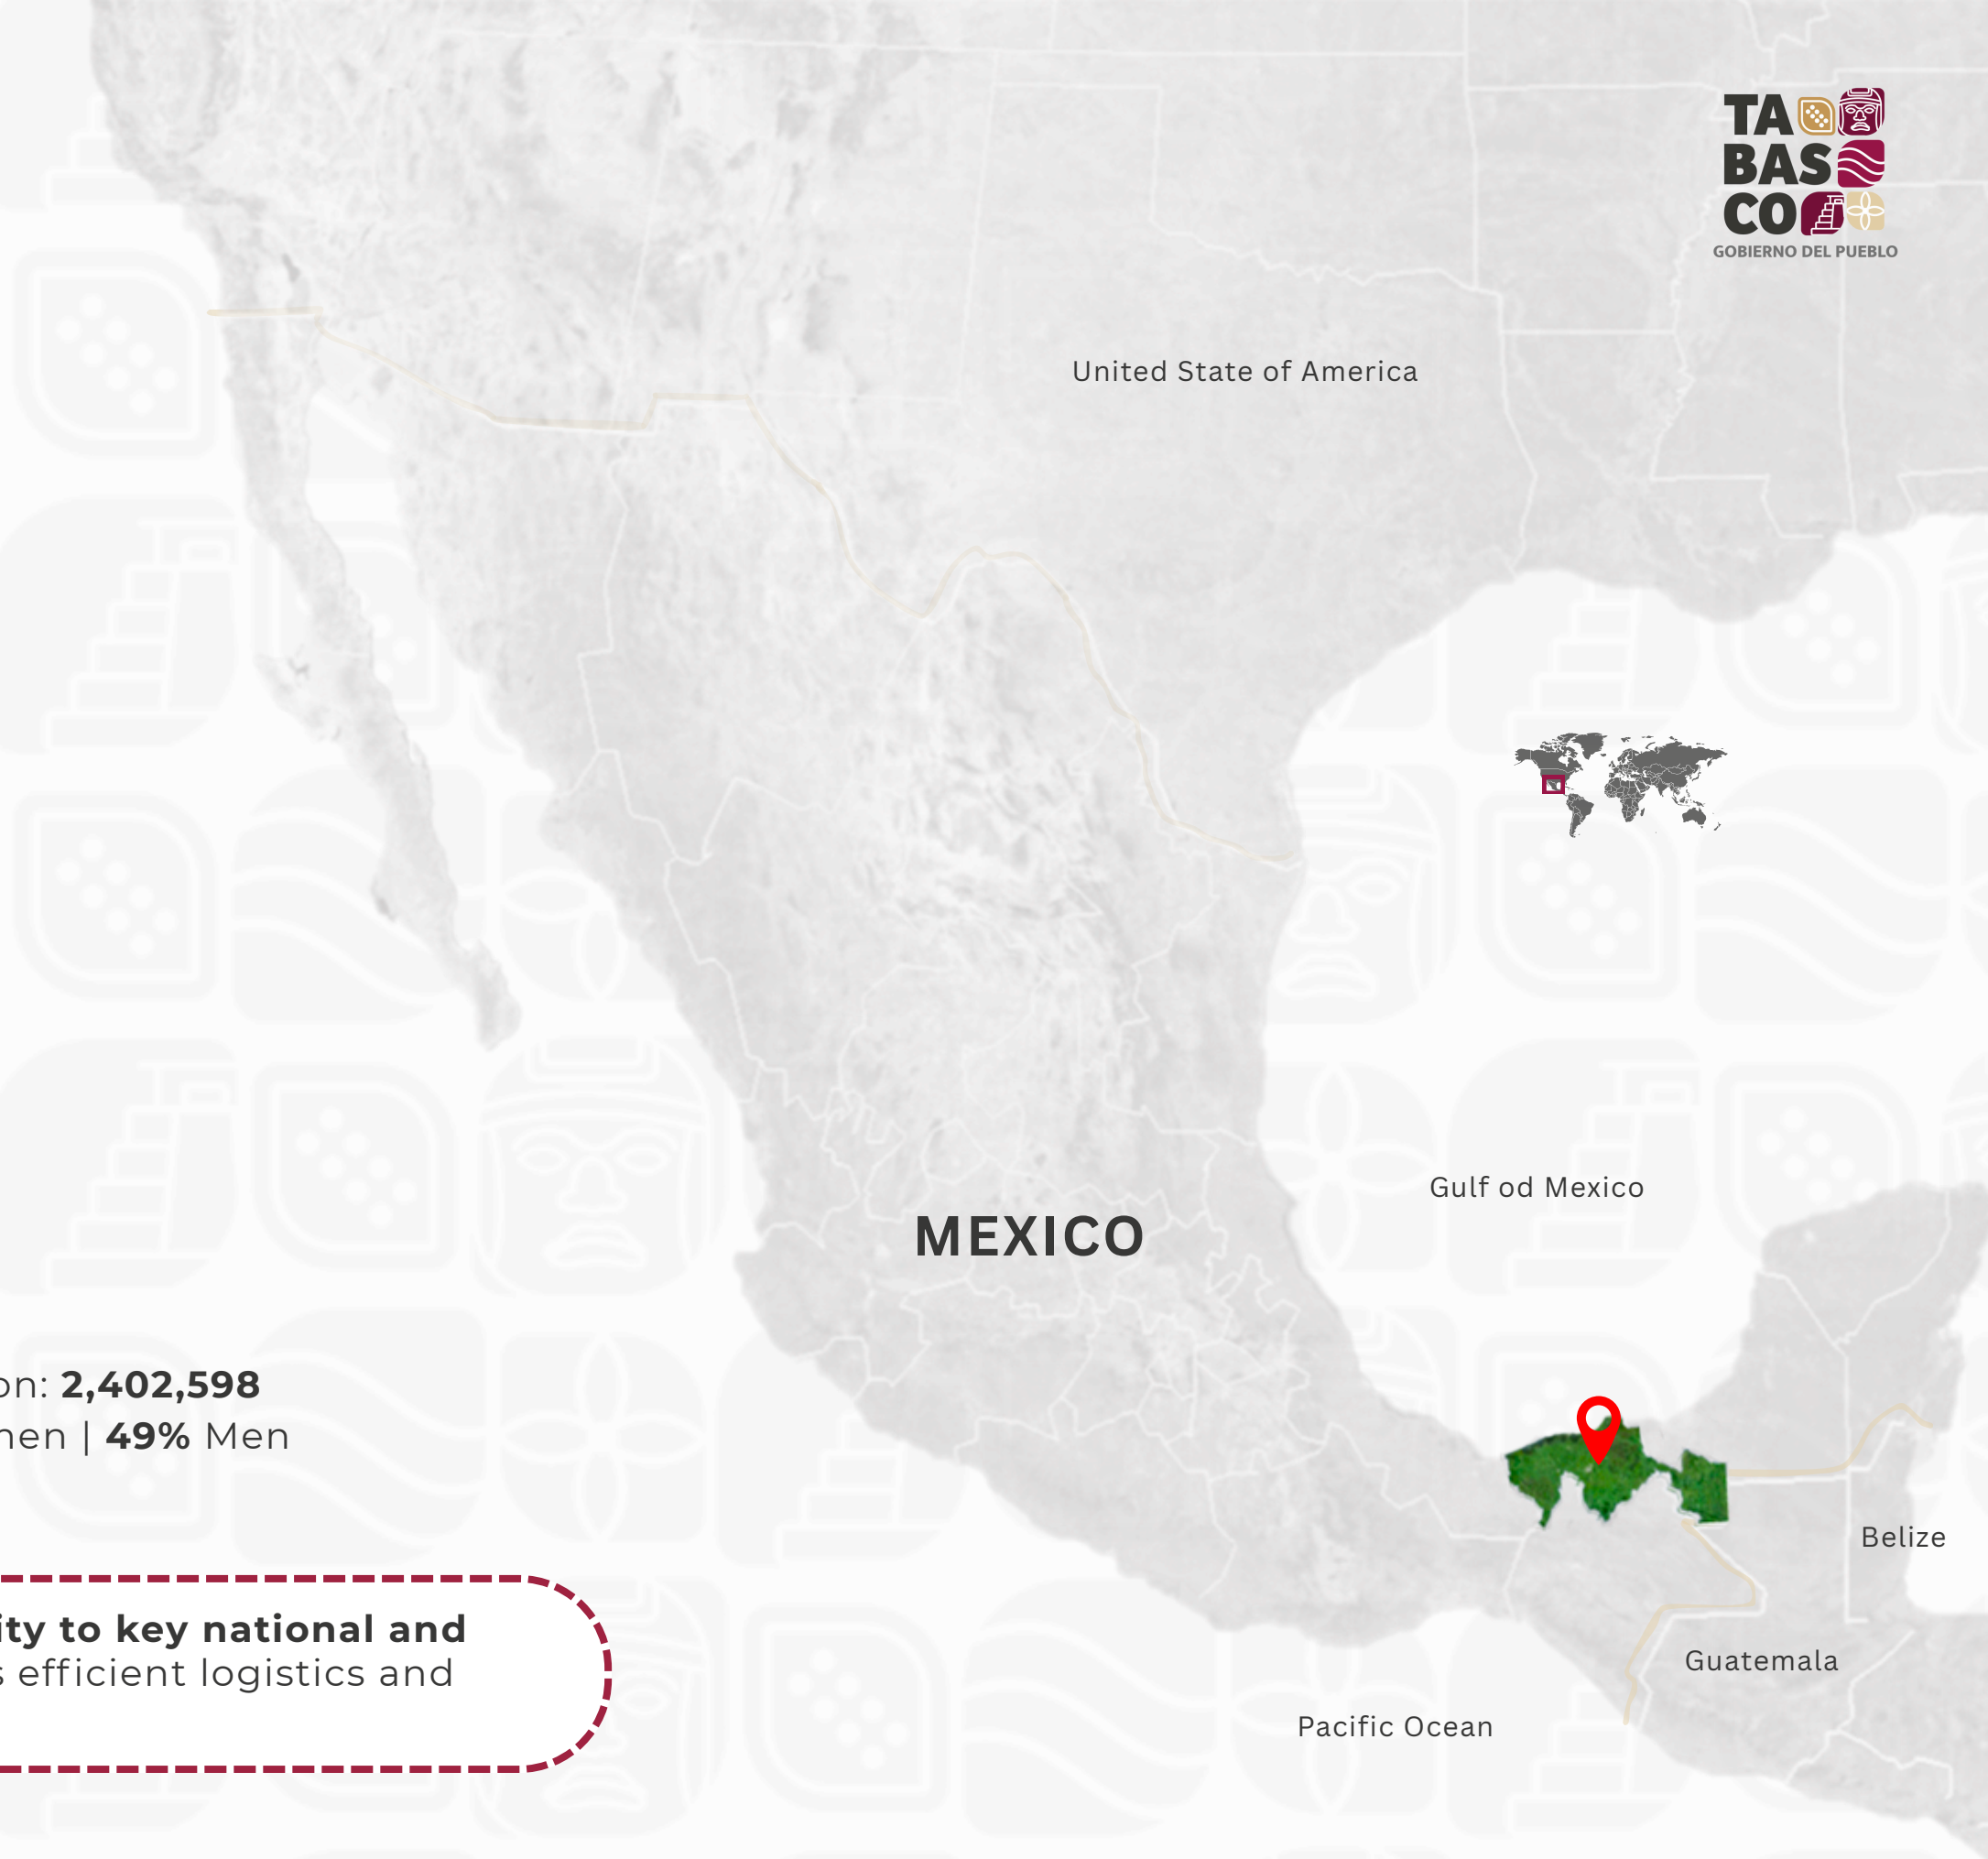 TA
BAS
CO
GOBIERNO DEL PUEBLO
United State of America
Gulf od Mexico
MEXICO
on: 2,402,598
men | 49% Men
Belize
ity to key national and
s efficient logistics and
Guatemala
Pacific Ocean